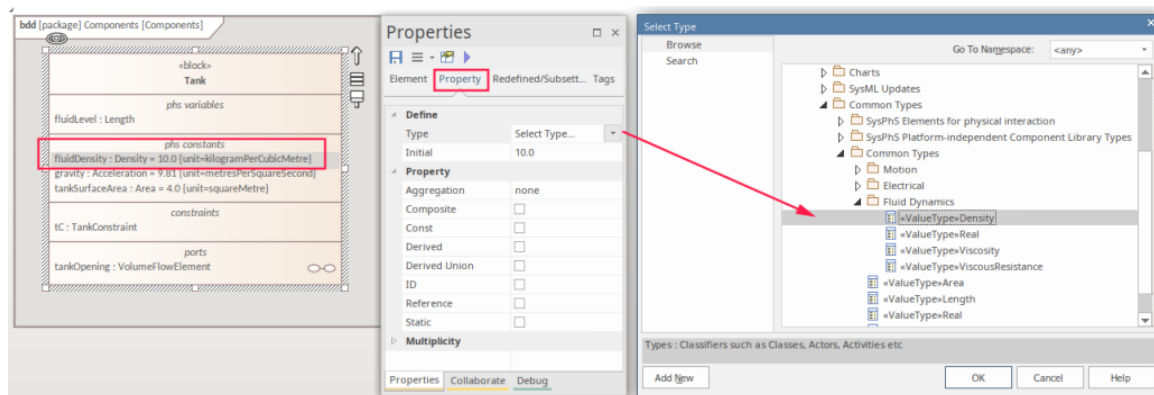 bdd [package] Components [Components]
«block»
Tank
phs variables
fluidLevel : Length
phs constants
fluidDensity : Density = 10.0 {unit=kilogramPerCubicMetre}
gravity : Acceleration = 9.81 {unit=metresPerSquareSecond}
tankSurfaceArea : Area = 4.0 {unit=squareMetre}
constraints
tC : TankConstraint
ports
tankOpening : VolumeFlowElement
Properties
Element Property Redefined/Subsett... Tags
Define
Type Select Type...
Initial 10.0
Property
Aggregation none
Composite
Const
Derived
Derived Union
ID
Reference
Static
Multiplicity
Properties Collaborate Debug
Select Type
Browse
Search
Go To Namespace: <any>
Charts
SysML Updates
Common Types
SysPhS Elements for physical interaction
SysPhS Platform-independent Component Library Types
Common Types
Motion
Electrical
Fluid Dynamics
«ValueType»Density
«ValueType»Real
«ValueType»Viscosity
«ValueType»ViscousResistance
«ValueType»Area
«ValueType»Length
«ValueType»Real
Types : Classifiers such as Classes, Actors, Activities etc
Add New OK Cancel Help